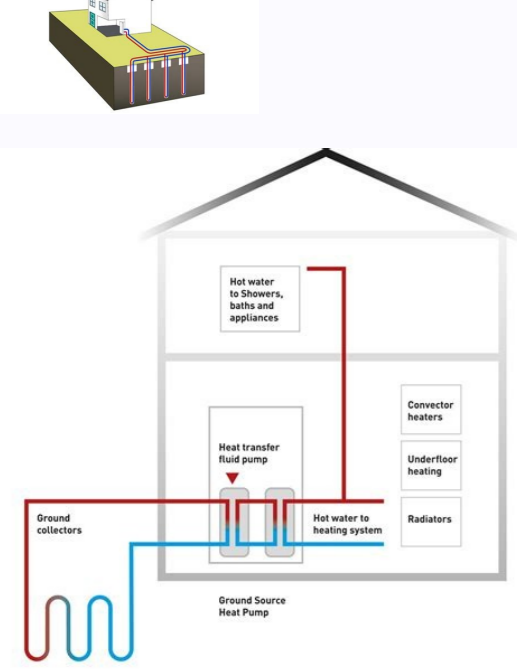 Hot water
to Showers,
baths and
appliances
Convector
heaters
Heat transfer
fluid pump
Underfloor
heating
Ground
collectors
Hot water to
heating system
Radiators
Ground Source
Heat Pump